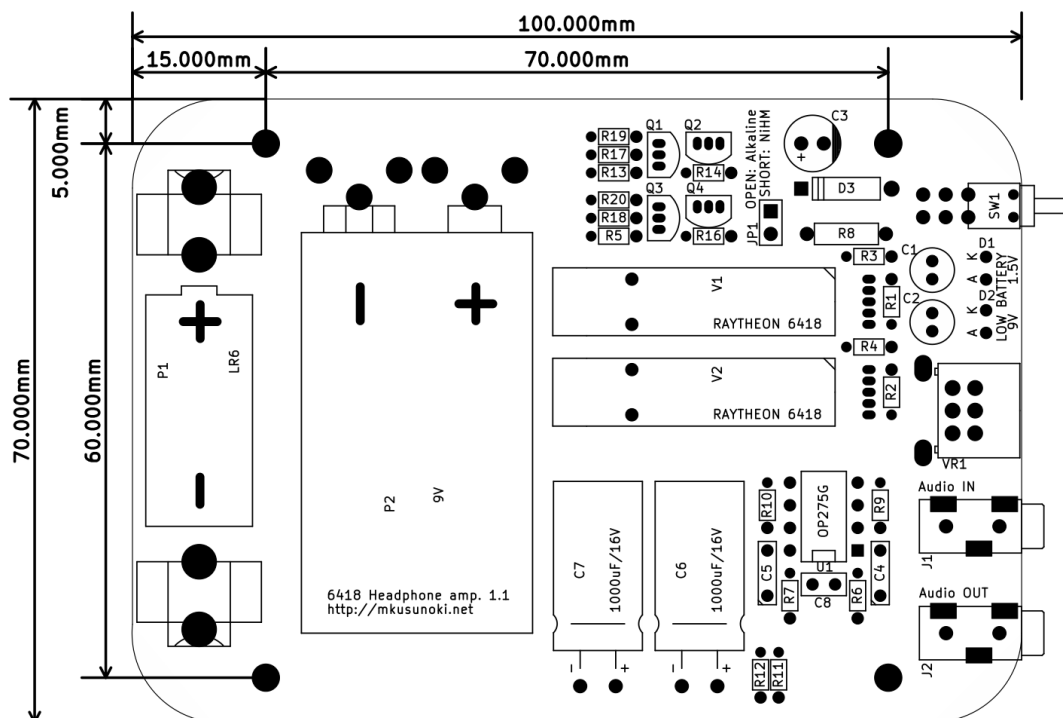 100.000mm
15.000mm
70.000mm
5.000mm
60.000mm
70.000mm
R19
R17
R13
Q1
Q2
R14
R20
R18
R5
Q3
Q4
R16
OPEN: Alkaline
SHORT: NiHM
JP1
C3
+
D3
R8
SW1
R3
C1
D1
K
A
1.5V
LOW BATTERY
C2
D2
K
A
9V
V1
RAYTHEON 6418
R1
R4
V2
RAYTHEON 6418
R2
VR1
+
P1
LR6
−
−
+
P2
9V
6418 Headphone amp. 1.1
http://mkusunoki.net
C7
1000uF/16V
−
+
C6
1000uF/16V
−
+
R10
OP275G
R9
C5
U1
C4
R7
C8
R6
R12
R11
Audio IN
J1
Audio OUT
J2